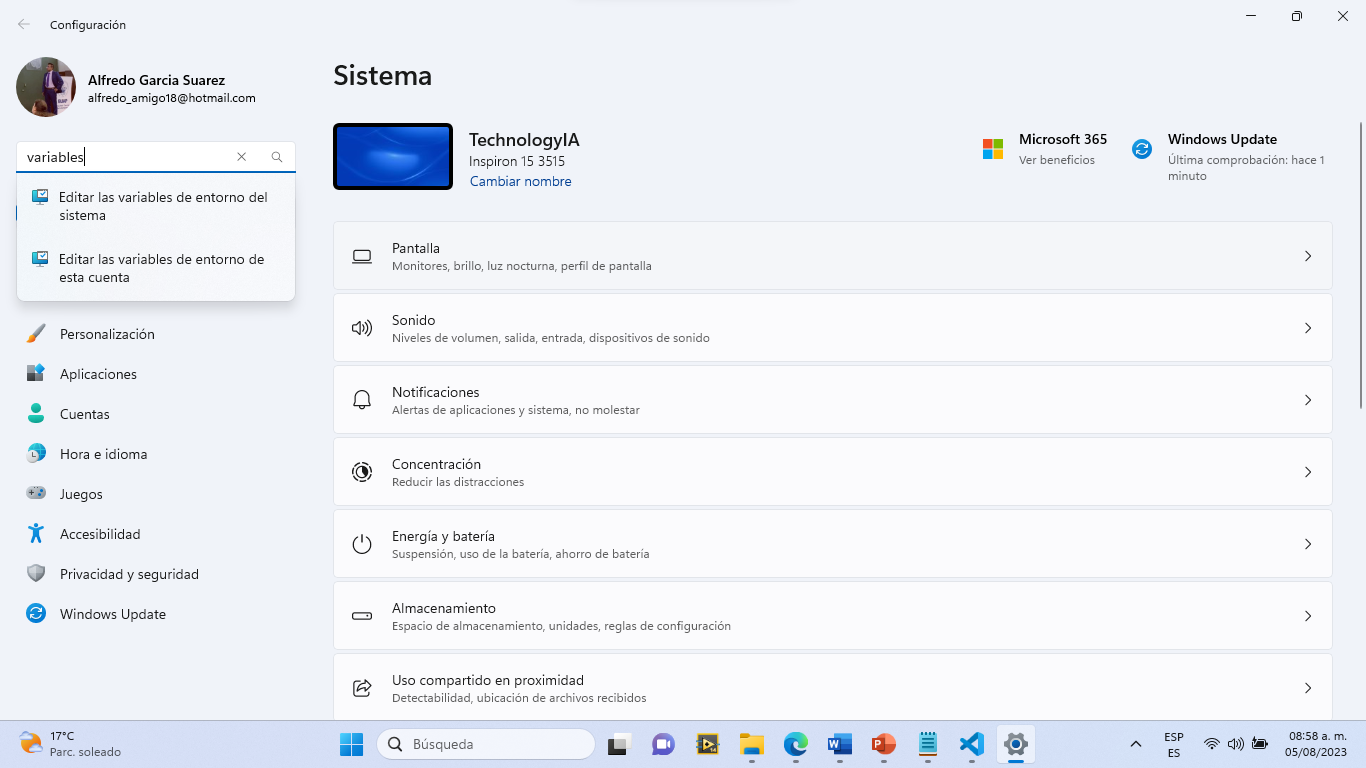 Configuración
Alfredo Garcia Suarez
alfredo_amigo18@hotmail.com
variables
Editar las variables de entorno del
sistema
Editar las variables de entorno de
esta cuenta
Personalización
Aplicaciones
Cuentas
Hora e idioma
Juegos
Accesibilidad
Privacidad y seguridad
Windows Update
Sistema
TechnologyIA
Inspiron 15 3515
Cambiar nombre
Microsoft 365
Ver beneficios
Windows Update
Última comprobación: hace 1
minuto
Pantalla
Monitores, brillo, luz nocturna, perfil de pantalla
Sonido
Niveles de volumen, salida, entrada, dispositivos de sonido
Notificaciones
Alertas de aplicaciones y sistema, no molestar
Concentración
Reducir las distracciones
Energía y batería
Suspensión, uso de la batería, ahorro de batería
Almacenamiento
Espacio de almacenamiento, unidades, reglas de configuración
Uso compartido en proximidad
Detectabilidad, ubicación de archivos recibidos
17°C
Parc. soleado
Búsqueda
ESP
ES
08:58 a. m.
05/08/2023